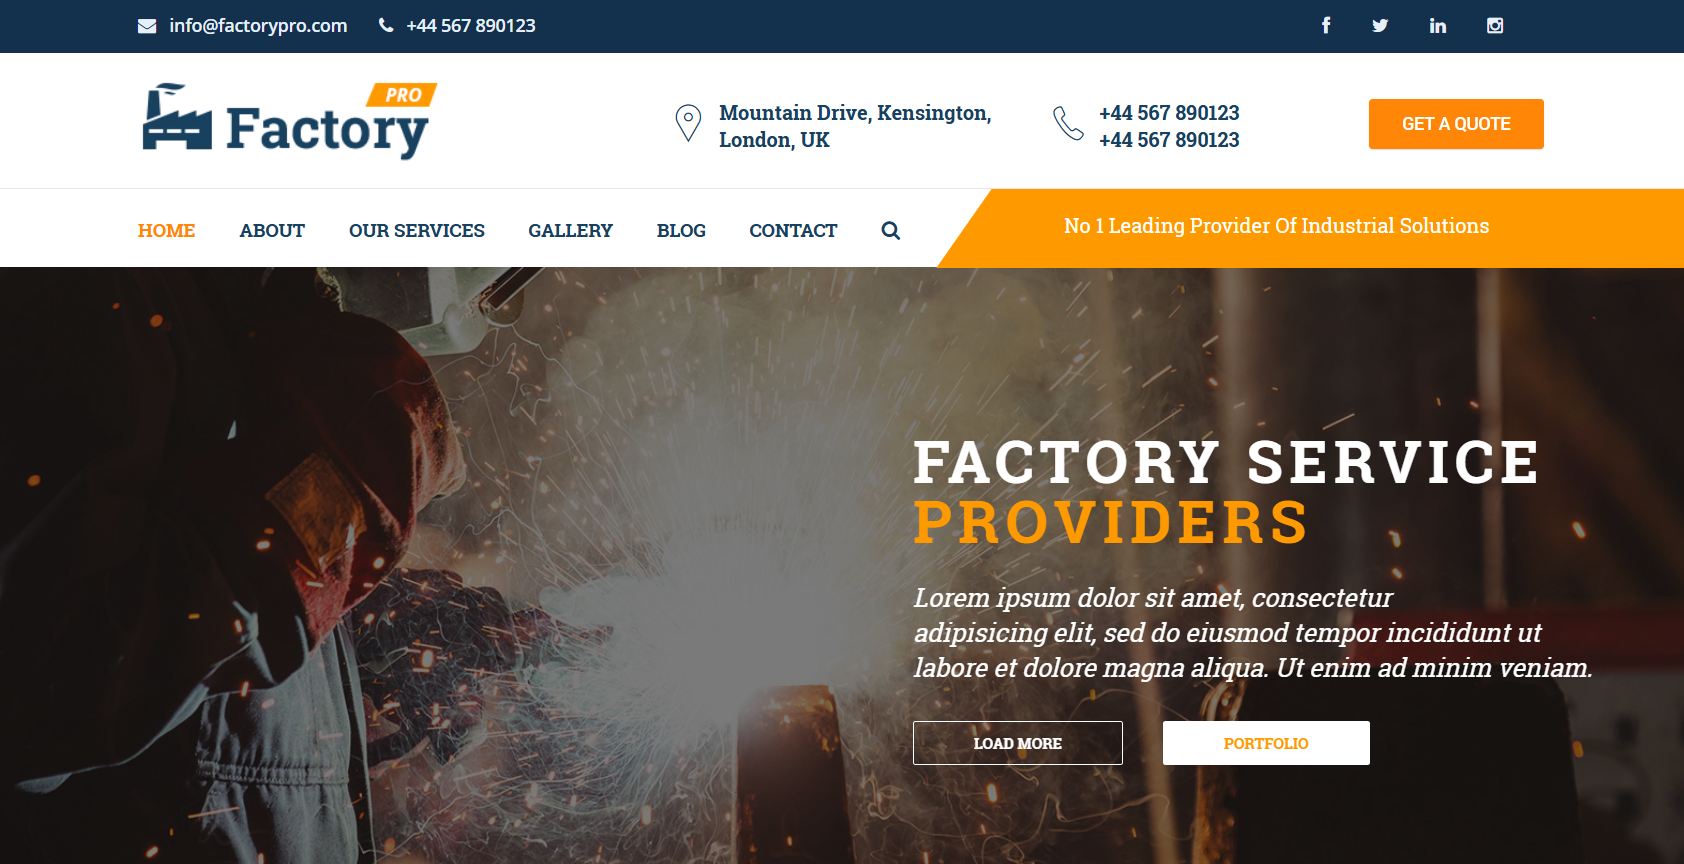 info@factorypro.com +44 567 890123
PRO
Factory
Mountain Drive, Kensington,
London, UK
+44 567 890123
+44 567 890123
GET A QUOTE
HOME ABOUT OUR SERVICES GALLERY BLOG CONTACT
No 1 Leading Provider Of Industrial Solutions
FACTORY SERVICE
PROVIDERS
Lorem ipsum dolor sit amet, consectetur
adipisicing elit, sed do eiusmod tempor incididunt ut
labore et dolore magna aliqua. Ut enim ad minim veniam.
LOAD MORE PORTFOLIO